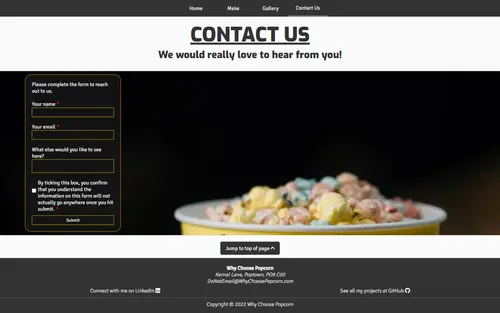 Home Make Gallery Contact Us
CONTACT US
We would really love to hear from you!
Please complete the form to reach
out to us.
Your name *
Your email *
What else would you like to see
here?
By ticking this box, you confirm
that you understand the
information on this form will not
actually go anywhere once you hit
submit. *
Submit
Jump to top of page
Why Choose Popcorn
Kernal Lane, Poptown, PO9 C00
DoNotEmail@WhyChoosePopcorn.com
Connect with me on LinkedIn
See all my projects at GitHub
Copyright © 2022 Why Choose Popcorn